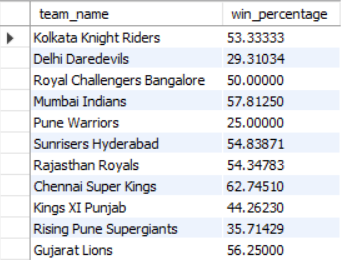 team_name win_percentage
Kolkata Knight Riders 53.33333
Delhi Daredevils 29.31034
Royal Challengers Bangalore 50.00000
Mumbai Indians 57.81250
Pune Warriors 25.00000
Sunrisers Hyderabad 54.83871
Rajasthan Royals 54.34783
Chennai Super Kings 62.74510
Kings XI Punjab 44.26230
Rising Pune Supergiants 35.71429
Gujarat Lions 56.25000